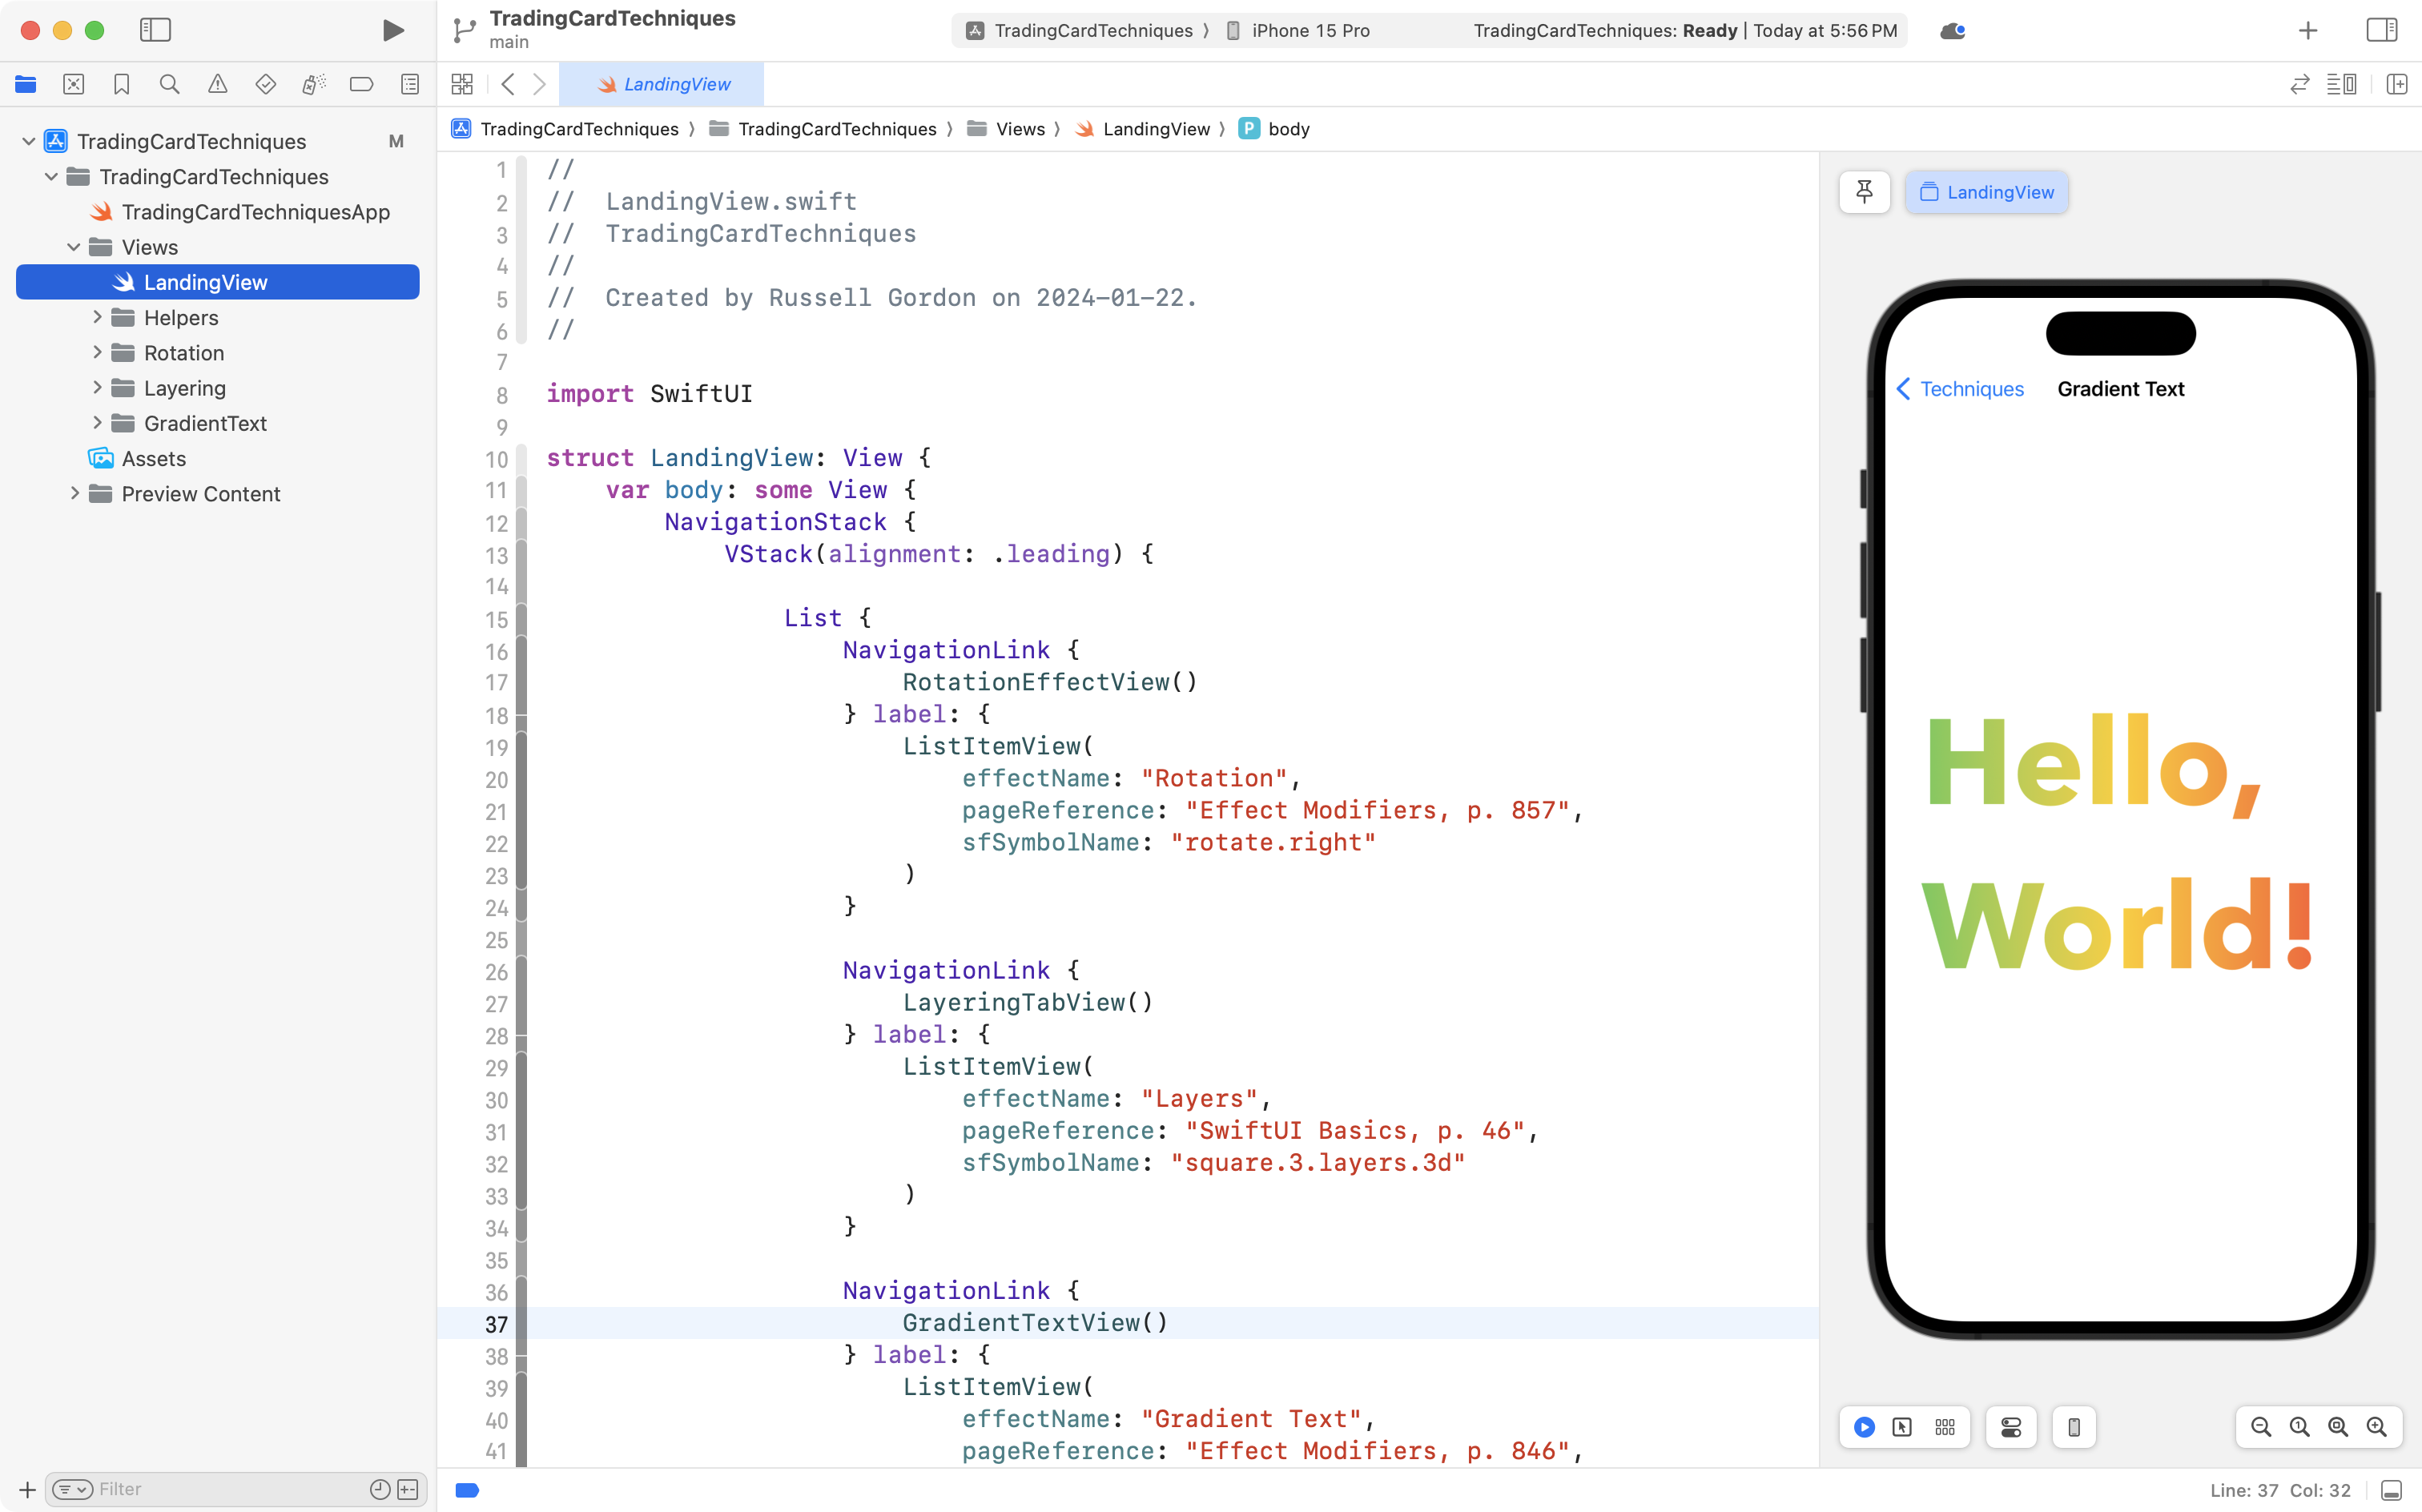 TradingCardTechniques
main
TradingCardTechniques 〉 iPhone 15 Pro
TradingCardTechniques: Ready | Today at 5:56 PM
LandingView
TradingCardTechniques M
TradingCardTechniques
TradingCardTechniquesApp
Views
LandingView
Helpers
Rotation
Layering
GradientText
Assets
Preview Content
Filter
TradingCardTechniques 〉 TradingCardTechniques 〉 Views 〉 LandingView 〉 P body
1 //
2 //  LandingView.swift
3 //  TradingCardTechniques
4 //
5 //  Created by Russell Gordon on 2024-01-22.
6 //
7
8 import SwiftUI
9
10 struct LandingView: View {
11     var body: some View {
12         NavigationStack {
13             VStack(alignment: .leading) {
14
15                 List {
16                     NavigationLink {
17                         RotationEffectView()
18                     } label: {
19                         ListItemView(
20                             effectName: "Rotation",
21                             pageReference: "Effect Modifiers, p. 857",
22                             sfSymbolName: "rotate.right"
23                         )
24                     }
25
26                     NavigationLink {
27                         LayeringTabView()
28                     } label: {
29                         ListItemView(
30                             effectName: "Layers",
31                             pageReference: "SwiftUI Basics, p. 46",
32                             sfSymbolName: "square.3.layers.3d"
33                         )
34                     }
35
36                     NavigationLink {
37                         GradientTextView()
38                     } label: {
39                         ListItemView(
40                             effectName: "Gradient Text",
41                             pageReference: "Effect Modifiers, p. 846",
LandingView
Techniques Gradient Text
Hello,
World!
Line: 37 Col: 32